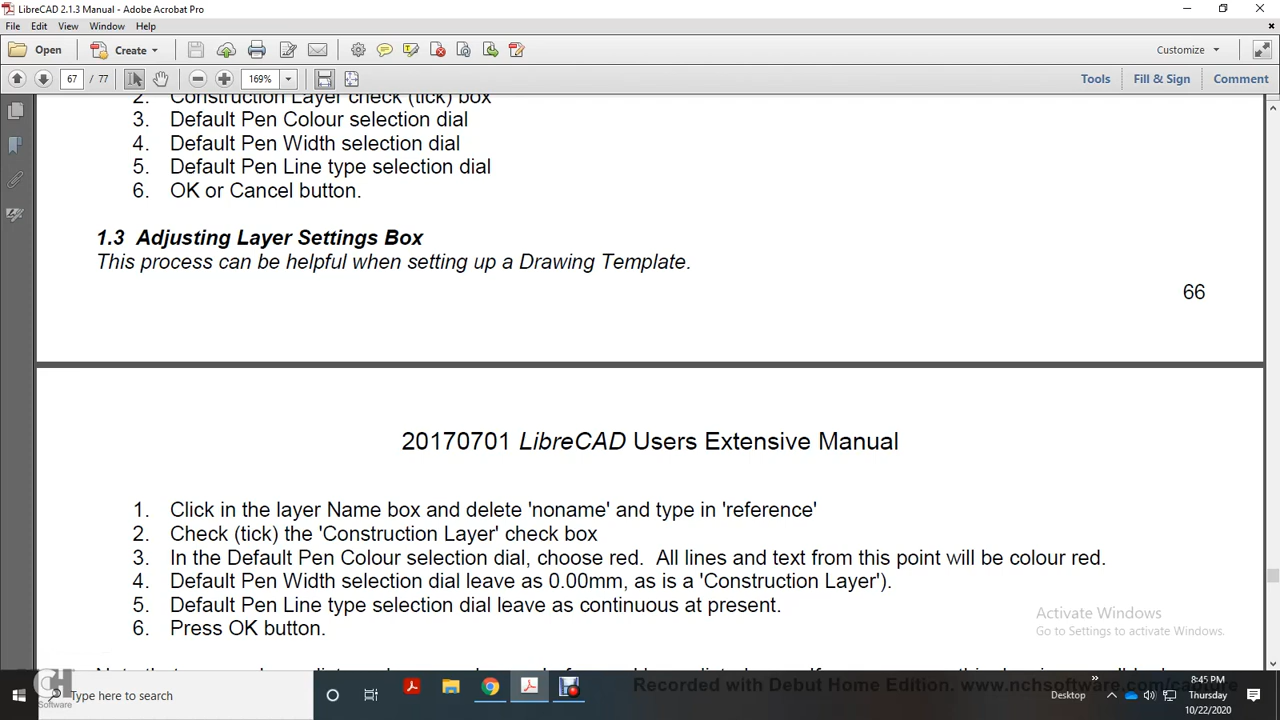 LibreCAD 2.1.3 Manual - Adobe Acrobat Pro
File Edit View Window Help
Open Create Customize
67 / 77 169% Tools Fill & Sign Comment
2. Construction Layer check (tick) box
3. Default Pen Colour selection dial
4. Default Pen Width selection dial
5. Default Pen Line type selection dial
6. OK or Cancel button.
1.3 Adjusting Layer Settings Box
This process can be helpful when setting up a Drawing Template.
66
20170701 LibreCAD Users Extensive Manual
1. Click in the layer Name box and delete 'noname' and type in 'reference'
2. Check (tick) the 'Construction Layer' check box
3. In the Default Pen Colour selection dial, choose red. All lines and text from this point will be colour red.
4. Default Pen Width selection dial leave as 0.00mm, as is a 'Construction Layer').
5. Default Pen Line type selection dial leave as continuous at present.
6. Press OK button.
Activate Windows
Go to Settings to activate Windows.
Recorded with Debut Home Edition. www.nchsoftware.com/capture
CH Software
Type here to search
Desktop
8:45 PM
Thursday
10/22/2020